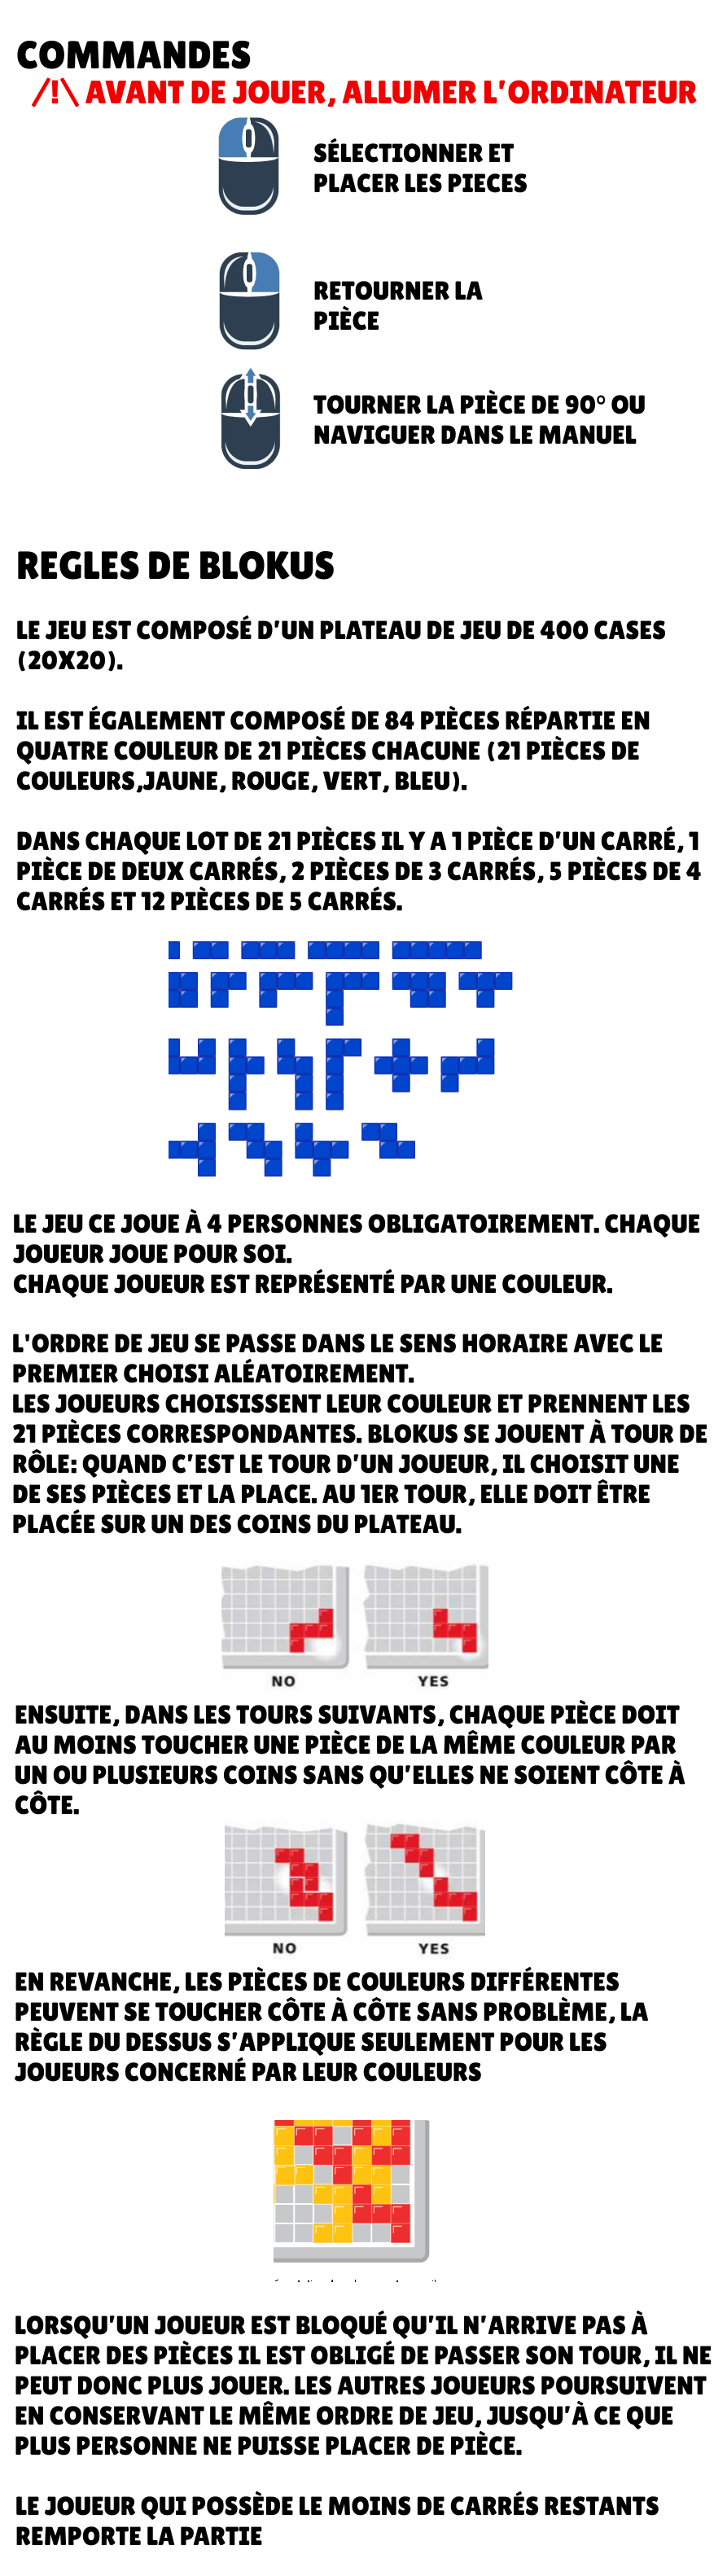 COMMANDES
/!\ AVANT DE JOUER, ALLUMER L'ORDINATEUR
SÉLECTIONNER ET
PLACER LES PIECES
RETOURNER LA
PIÈCE
TOURNER LA PIÈCE DE 90° OU
NAVIGUER DANS LE MANUEL
REGLES DE BLOKUS
LE JEU EST COMPOSÉ D'UN PLATEAU DE JEU DE 400 CASES
(20X20).
IL EST ÉGALEMENT COMPOSÉ DE 84 PIÈCES RÉPARTIE EN
QUATRE COULEUR DE 21 PIÈCES CHACUNE (21 PIÈCES DE
COULEURS,JAUNE, ROUGE, VERT, BLEU).
DANS CHAQUE LOT DE 21 PIÈCES IL Y A 1 PIÈCE D'UN CARRÉ, 1
PIÈCE DE DEUX CARRÉS, 2 PIÈCES DE 3 CARRÉS, 5 PIÈCES DE 4
CARRÉS ET 12 PIÈCES DE 5 CARRÉS.
LE JEU CE JOUE À 4 PERSONNES OBLIGATOIREMENT. CHAQUE
JOUEUR JOUE POUR SOI.
CHAQUE JOUEUR EST REPRÉSENTÉ PAR UNE COULEUR.
L'ORDRE DE JEU SE PASSE DANS LE SENS HORAIRE AVEC LE
PREMIER CHOISI ALÉATOIREMENT.
LES JOUEURS CHOISISSENT LEUR COULEUR ET PRENNENT LES
21 PIÈCES CORRESPONDANTES. BLOKUS SE JOUENT À TOUR DE
RÔLE: QUAND C'EST LE TOUR D'UN JOUEUR, IL CHOISIT UNE
DE SES PIÈCES ET LA PLACE. AU 1ER TOUR, ELLE DOIT ÊTRE
PLACÉE SUR UN DES COINS DU PLATEAU.
NO YES
ENSUITE, DANS LES TOURS SUIVANTS, CHAQUE PIÈCE DOIT
AU MOINS TOUCHER UNE PIÈCE DE LA MÊME COULEUR PAR
UN OU PLUSIEURS COINS SANS QU'ELLES NE SOIENT CÔTE À
CÔTE.
NO YES
EN REVANCHE, LES PIÈCES DE COULEURS DIFFÉRENTES
PEUVENT SE TOUCHER CÔTE À CÔTE SANS PROBLÈME, LA
RÈGLE DU DESSUS S'APPLIQUE SEULEMENT POUR LES
JOUEURS CONCERNÉ PAR LEUR COULEURS
LORSQU'UN JOUEUR EST BLOQUÉ QU'IL N'ARRIVE PAS À
PLACER DES PIÈCES IL EST OBLIGÉ DE PASSER SON TOUR, IL NE
PEUT DONC PLUS JOUER. LES AUTRES JOUEURS POURSUIVENT
EN CONSERVANT LE MÊME ORDRE DE JEU, JUSQU'À CE QUE
PLUS PERSONNE NE PUISSE PLACER DE PIÈCE.
LE JOUEUR QUI POSSÈDE LE MOINS DE CARRÉS RESTANTS
REMPORTE LA PARTIE